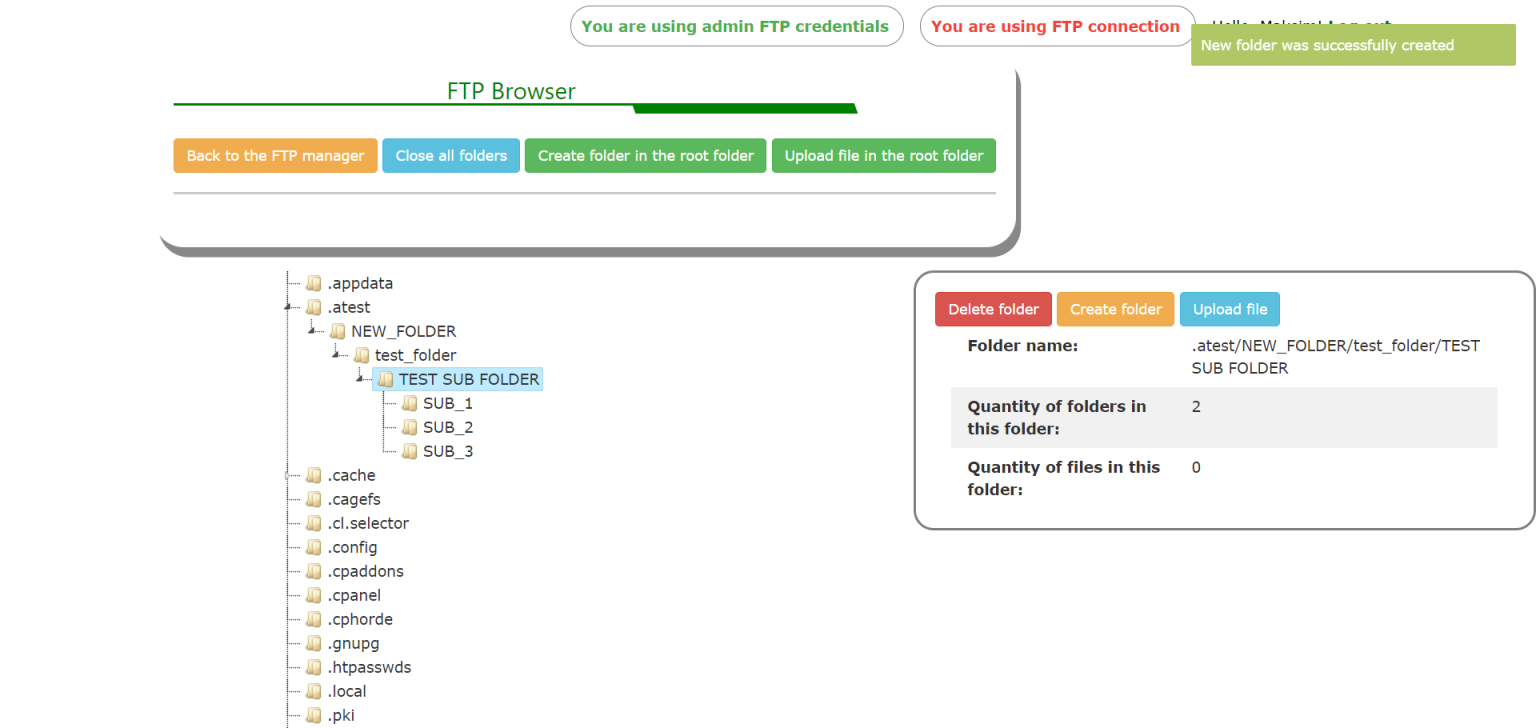 You are using admin FTP credentials
You are using FTP connection
New folder was successfully created
FTP Browser
Back to the FTP manager
Close all folders
Create folder in the root folder
Upload file in the root folder
.appdata
.atest
NEW_FOLDER
test_folder
TEST SUB FOLDER
SUB_1
SUB_2
SUB_3
.cache
.cagefs
.cl.selector
.config
.cpaddons
.cpanel
.cphorde
.gnupg
.htpasswds
.local
.pki
Delete folder
Create folder
Upload file
Folder name:
.atest/NEW_FOLDER/test_folder/TEST
SUB FOLDER
Quantity of folders in
this folder:
2
Quantity of files in this
folder:
0